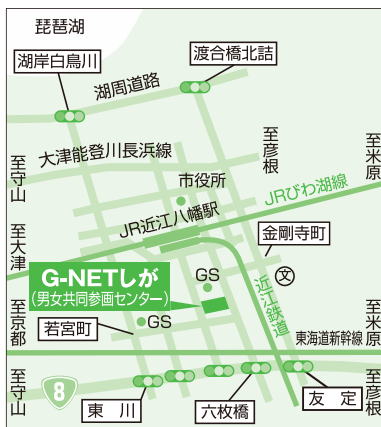 琵琶湖
渡合橋北詰
湖岸白鳥川
湖周道路
大津能登川長浜線
至守山
至彦根
至米原
市役所
JR近江八幡駅
JRびわ湖線
至大津
金剛寺町
GS
文
G-NETしが
(男女共同参画センター)
近江鉄道
至京都
若宮町
GS
東海道新幹線
至米原
至守山
8
東川
六枚橋
友定
至彦根